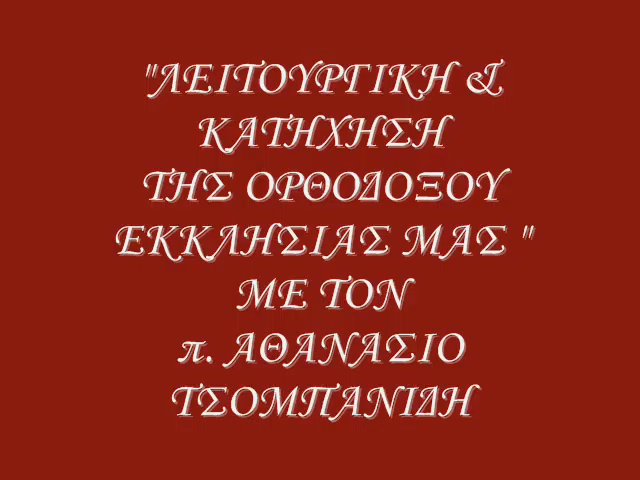 "ΛΕΙΤΟΥΡΓΙΚΗ &
ΚΑΤΗΧΗΣΗ
ΤΗΣ ΟΡΘΟΔΟΞΟΥ
ΕΚΚΛΗΣΙΑΣ ΜΑΣ "
ΜΕ ΤΟΝ
π. ΑΘΑΝΑΣΙΟ
ΤΣΟΜΠΑΝΙΔΗ